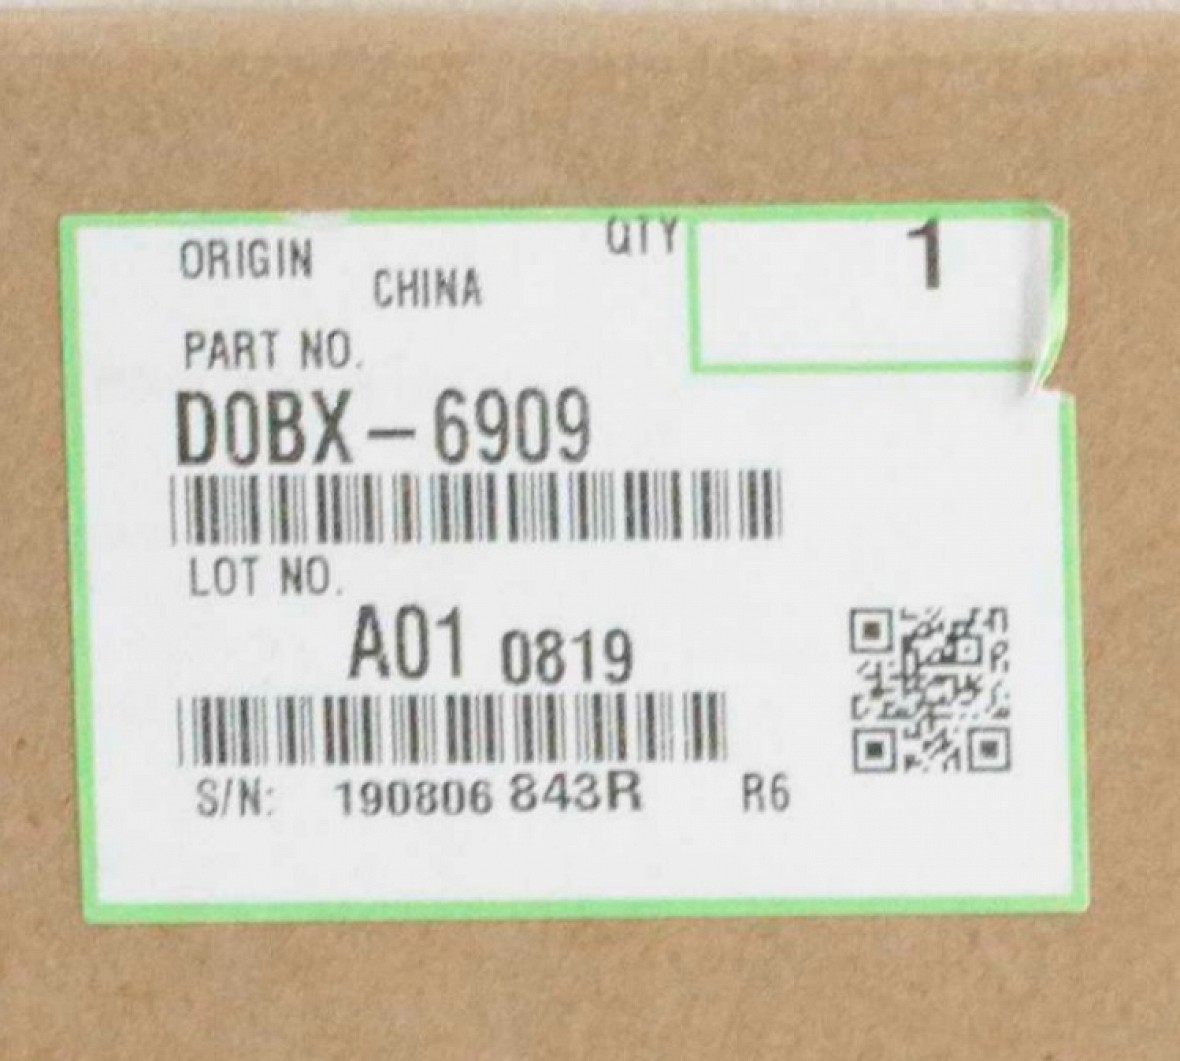 ORIGIN CHINA QTY 1
PART NO.
D0BX-6909
LOT NO.
A01 0819
S/N: 190806 843R R6